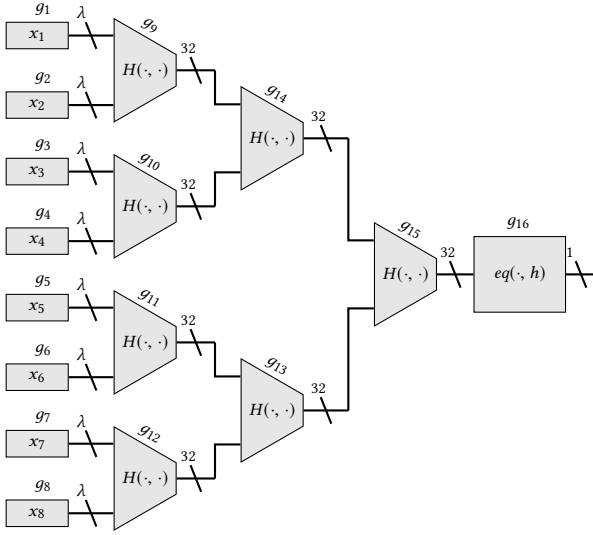 g1
x1
λ
g2
x2
λ
g9
H(·, ·)
32
g3
x3
λ
g4
x4
λ
g10
H(·, ·)
32
g14
H(·, ·)
32
g5
x5
λ
g6
x6
λ
g11
H(·, ·)
32
g7
x7
λ
g8
x8
λ
g12
H(·, ·)
32
g13
H(·, ·)
32
g15
H(·, ·)
32
g16
eq(·, h)
1